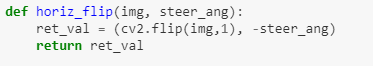 def horiz_flip(img, steer_ang):
    ret_val = (cv2.flip(img,1), -steer_ang)
    return ret_val